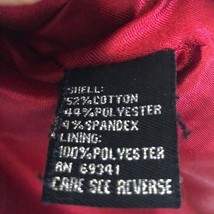 SHELL:
52%COTTON
44%POLYESTER
4%SPANDEX
LINING:
100%POLYESTER
RN 69341
CARE SEE REVERSE